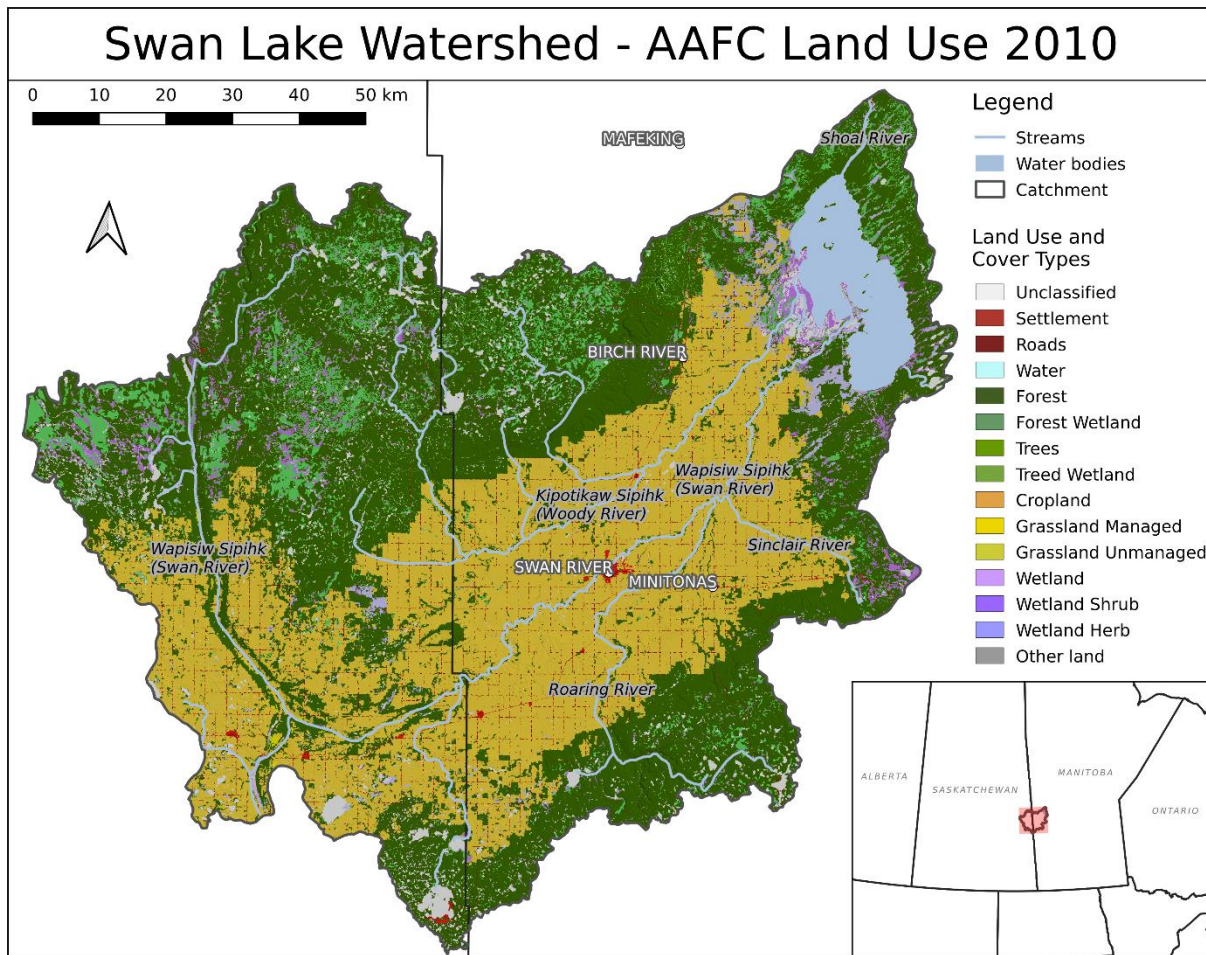 Swan Lake Watershed - AAFC Land Use 2010
0 10 20 30 40 50 km
MAFEKING
Shoal River
BIRCH RIVER
Wapisiw Sipihk
(Swan River)
Kipotikaw Sipihk
(Woody River)
Wapisiw Sipihk
(Swan River)
Sinclair River
SWAN RIVER
MINITONAS
Roaring River
Legend
Streams
Water bodies
Catchment
Land Use and
Cover Types
Unclassified
Settlement
Roads
Water
Forest
Forest Wetland
Trees
Treed Wetland
Cropland
Grassland Managed
Grassland Unmanaged
Wetland
Wetland Shrub
Wetland Herb
Other land
ALBERTA
SASKATCHEWAN
MANITOBA
ONTARIO